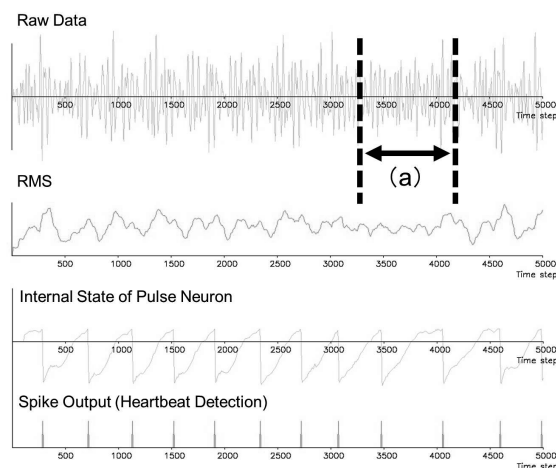 Raw Data
500 1000 1500 2000 2500 3000 3500 4000 4500 5000
Time step
(a)
RMS
500 1000 1500 2000 2500 3000 3500 4000 4500 5000
Time step
Internal State of Pulse Neuron
500 1000 1500 2000 2500 3000 3500 4000 4500 5000
Time step
Spike Output (Heartbeat Detection)
500 1000 1500 2000 2500 3000 3500 4000 4500 5000
Time step